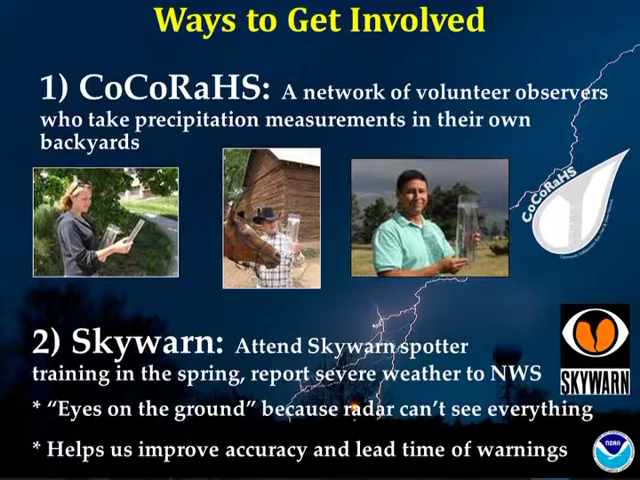 Ways to Get Involved
1) CoCoRaHS: A network of volunteer observers
who take precipitation measurements in their own
backyards
CoCoRaHS
2) Skywarn: Attend Skywarn spotter
training in the spring, report severe weather to NWS
SKYWARN
* “Eyes on the ground” because radar can’t see everything
* Helps us improve accuracy and lead time of warnings
NOAA